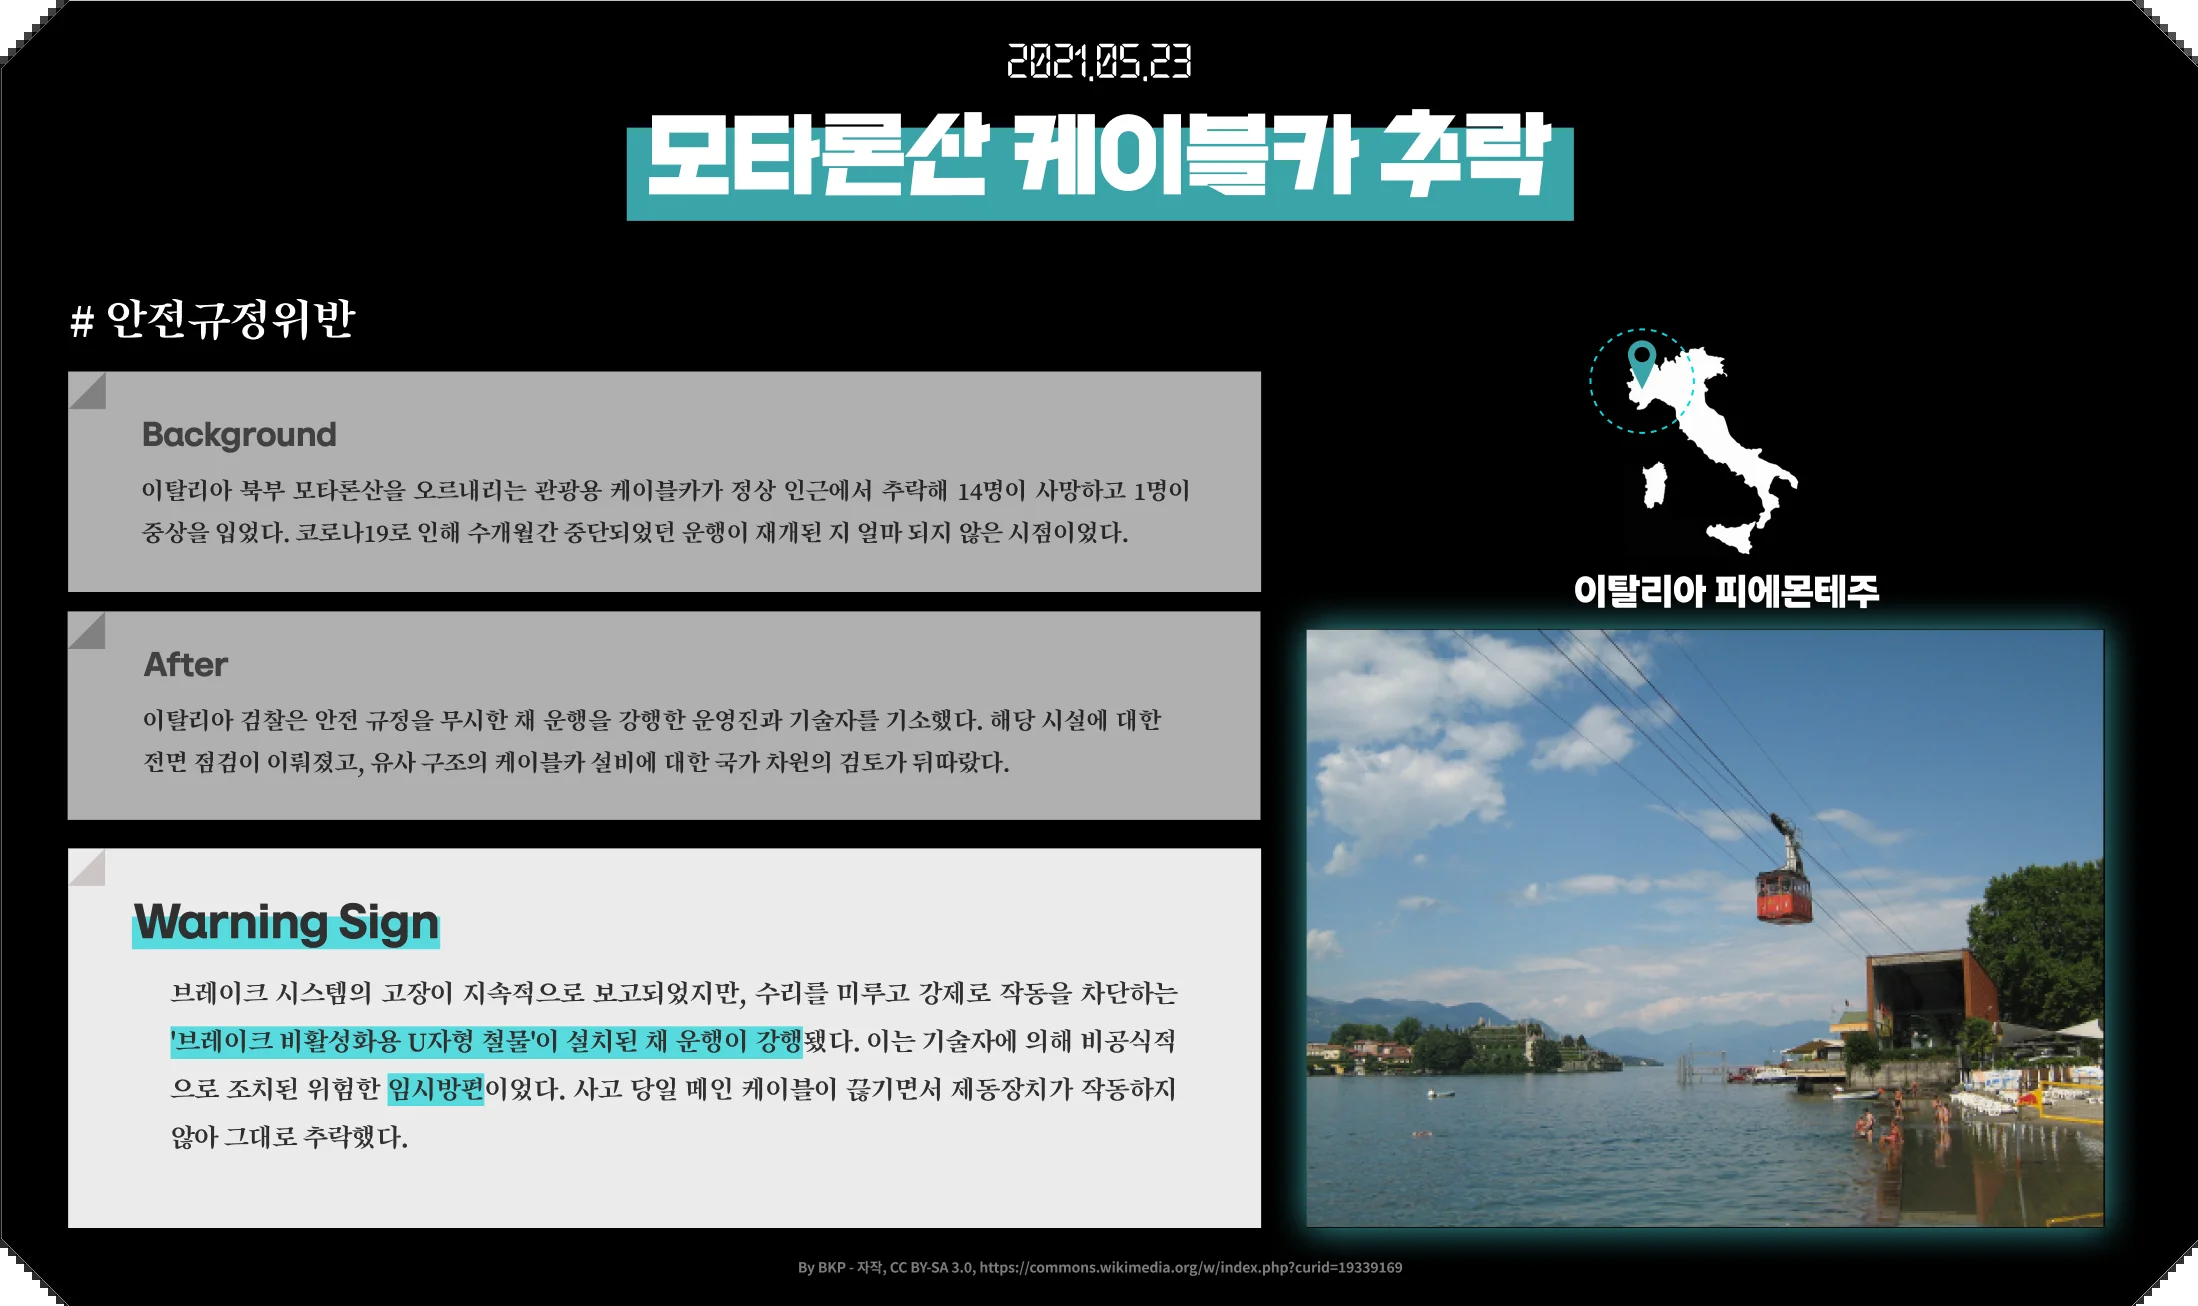 2021.05.23
모타론산 케이블카 추락
# 안전규정위반
Background
이탈리아 북부 모타론산을 오르내리는 관광용 케이블카가 정상 인근에서 추락해 14명이 사망하고 1명이
중상을 입었다. 코로나19로 인해 수개월간 중단되었던 운행이 재개된 지 얼마 되지 않은 시점이었다.
After
이탈리아 검찰은 안전 규정을 무시한 채 운행을 강행한 운영진과 기술자를 기소했다. 해당 시설에 대한
전면 점검이 이뤄졌고, 유사 구조의 케이블카 설비에 대한 국가 차원의 검토가 뒤따랐다.
Warning Sign
브레이크 시스템의 고장이 지속적으로 보고되었지만, 수리를 미루고 강제로 작동을 차단하는
'브레이크 비활성화용 U자형 철물'이 설치된 채 운행이 강행됐다. 이는 기술자에 의해 비공식적
으로 조치된 위험한 임시방편이었다. 사고 당일 메인 케이블이 끊기면서 제동장치가 작동하지
않아 그대로 추락했다.
이탈리아 피에몬테주
By BKP - 자작, CC BY-SA 3.0, https://commons.wikimedia.org/w/index.php?curid=19339169